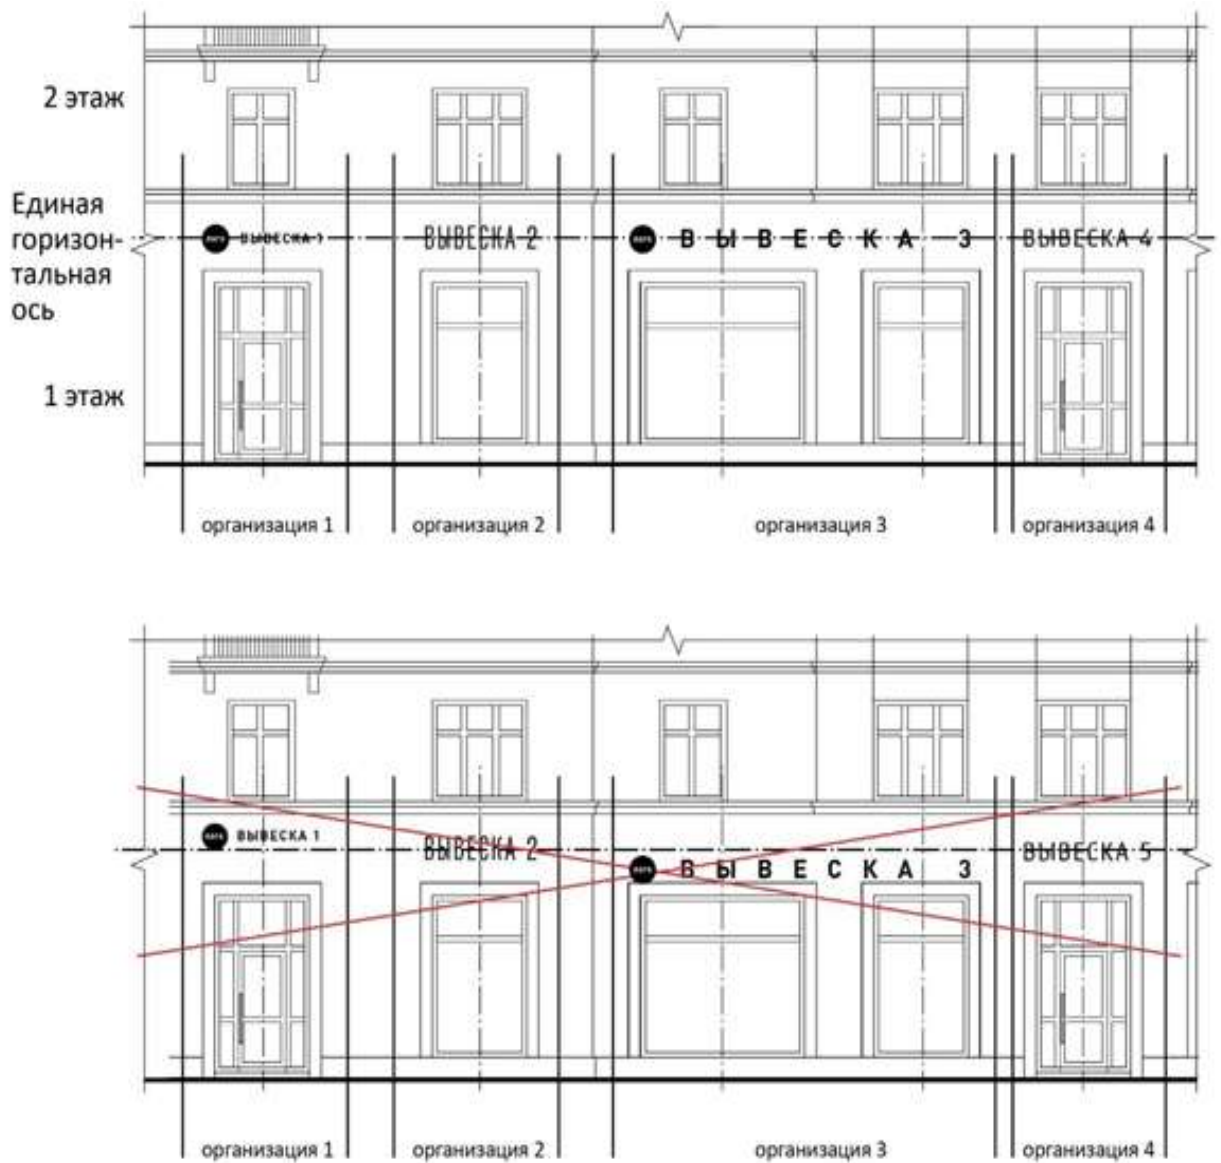 2 этаж
Единая
горизон-
тальная
ось
ВЫВЕСКА 1
ВЫВЕСКА 2
ВЫВЕСКА 3
ВЫВЕСКА 4
1 этаж
организация 1
организация 2
организация 3
организация 4
ВЫВЕСКА 1
ВЫВЕСКА 2
ВЫВЕСКА 3
ВЫВЕСКА 5
организация 1
организация 2
организация 3
организация 4